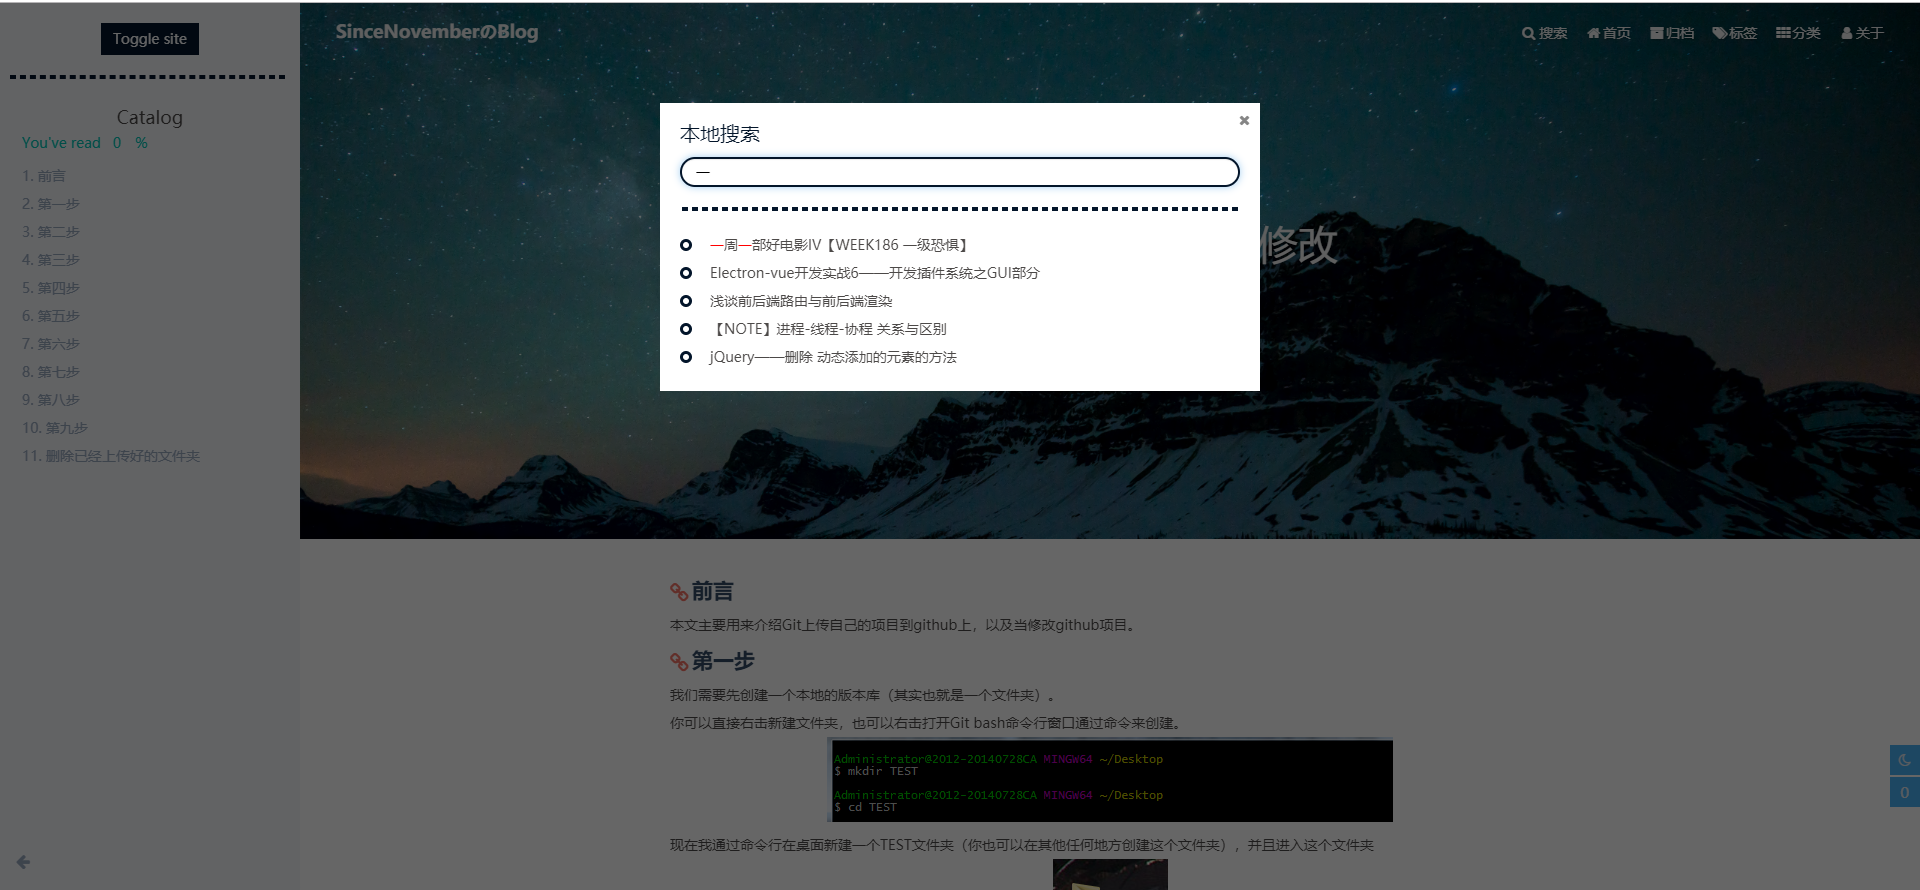 Toggle site
Catalog
You've read 0 %
1. 前言
2. 第一步
3. 第二步
4. 第三步
5. 第四步
6. 第五步
7. 第六步
8. 第七步
9. 第八步
10. 第九步
11. 删除已经上传好的文件夹
SinceNovemberのBlog
搜索 首页 归档 标签 分类 关于
本地搜索
一
一周一部好电影IV【WEEK186 一级恐惧】
Electron-vue开发实战6——开发插件系统之GUI部分
浅谈前后端路由与前后端渲染
【NOTE】进程-线程-协程 关系与区别
jQuery——删除 动态添加的元素的方法
修改
前言
本文主要用来介绍Git上传自己的项目到github上，以及当修改github项目。
第一步
我们需要先创建一个本地的版本库（其实也就是一个文件夹）。
你可以直接右击新建文件夹，也可以右击打开Git bash命令行窗口通过命令来创建。
Administrator@2012-20140728CA MINGW64 ~/Desktop
$ mkdir TEST
Administrator@2012-20140728CA MINGW64 ~/Desktop
$ cd TEST
现在我通过命令行在桌面新建一个TEST文件夹（你也可以在其他任何地方创建这个文件夹），并且进入这个文件夹
0